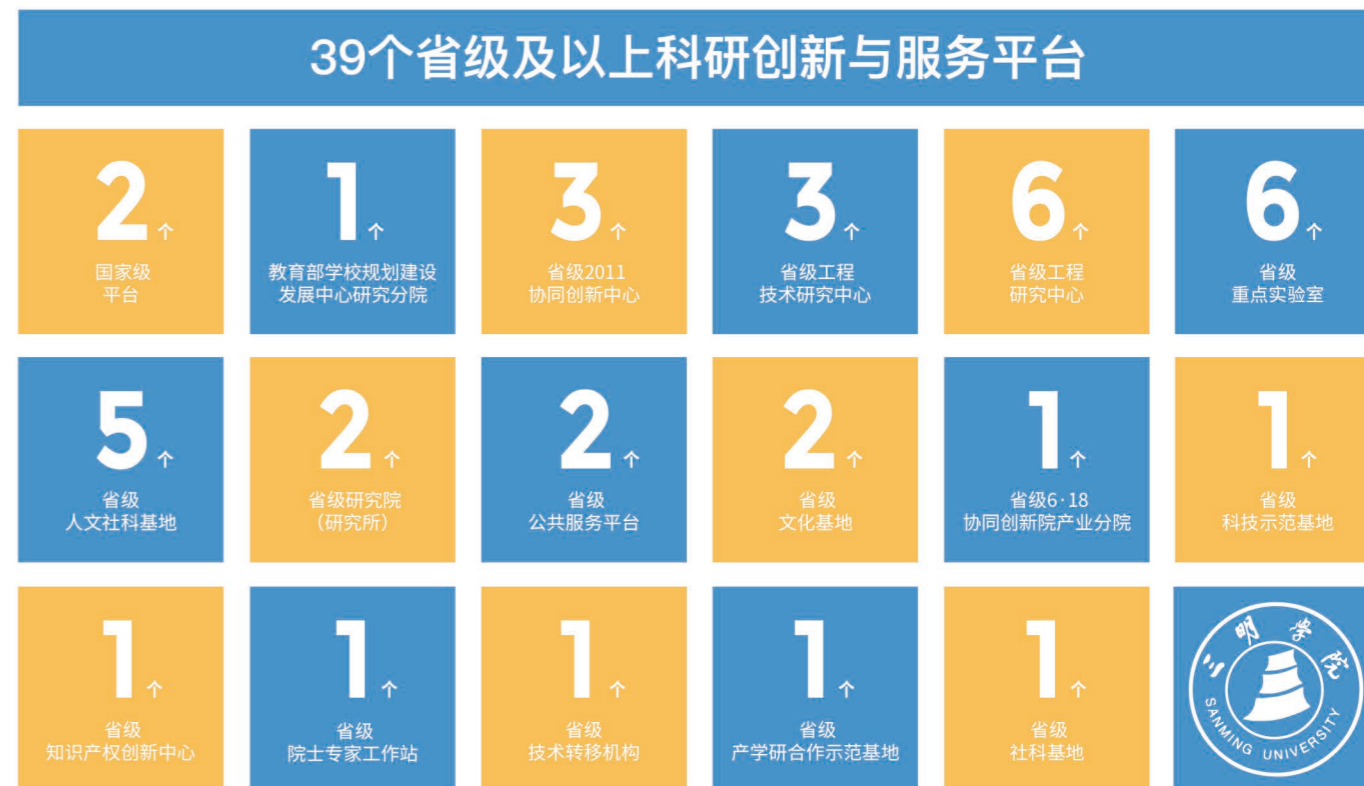 39个省级及以上科研创新与服务平台
2个
国家级
平台
1个
教育部学校规划建设
发展中心研究分院
3个
省级2011
协同创新中心
3个
省级工程
技术研究中心
6个
省级工程
研究中心
6个
省级
重点实验室
5个
省级
人文社科基地
2个
省级研究院
（研究所）
2个
省级
公共服务平台
2个
省级
文化基地
1个
省级6·18
协同创新院产业分院
1个
省级
科技示范基地
1个
省级
知识产权创新中心
1个
省级
院士专家工作站
1个
省级
技术转移机构
1个
省级
产学研合作示范基地
1个
省级
社科基地
三明学院
SANMING UNIVERSITY